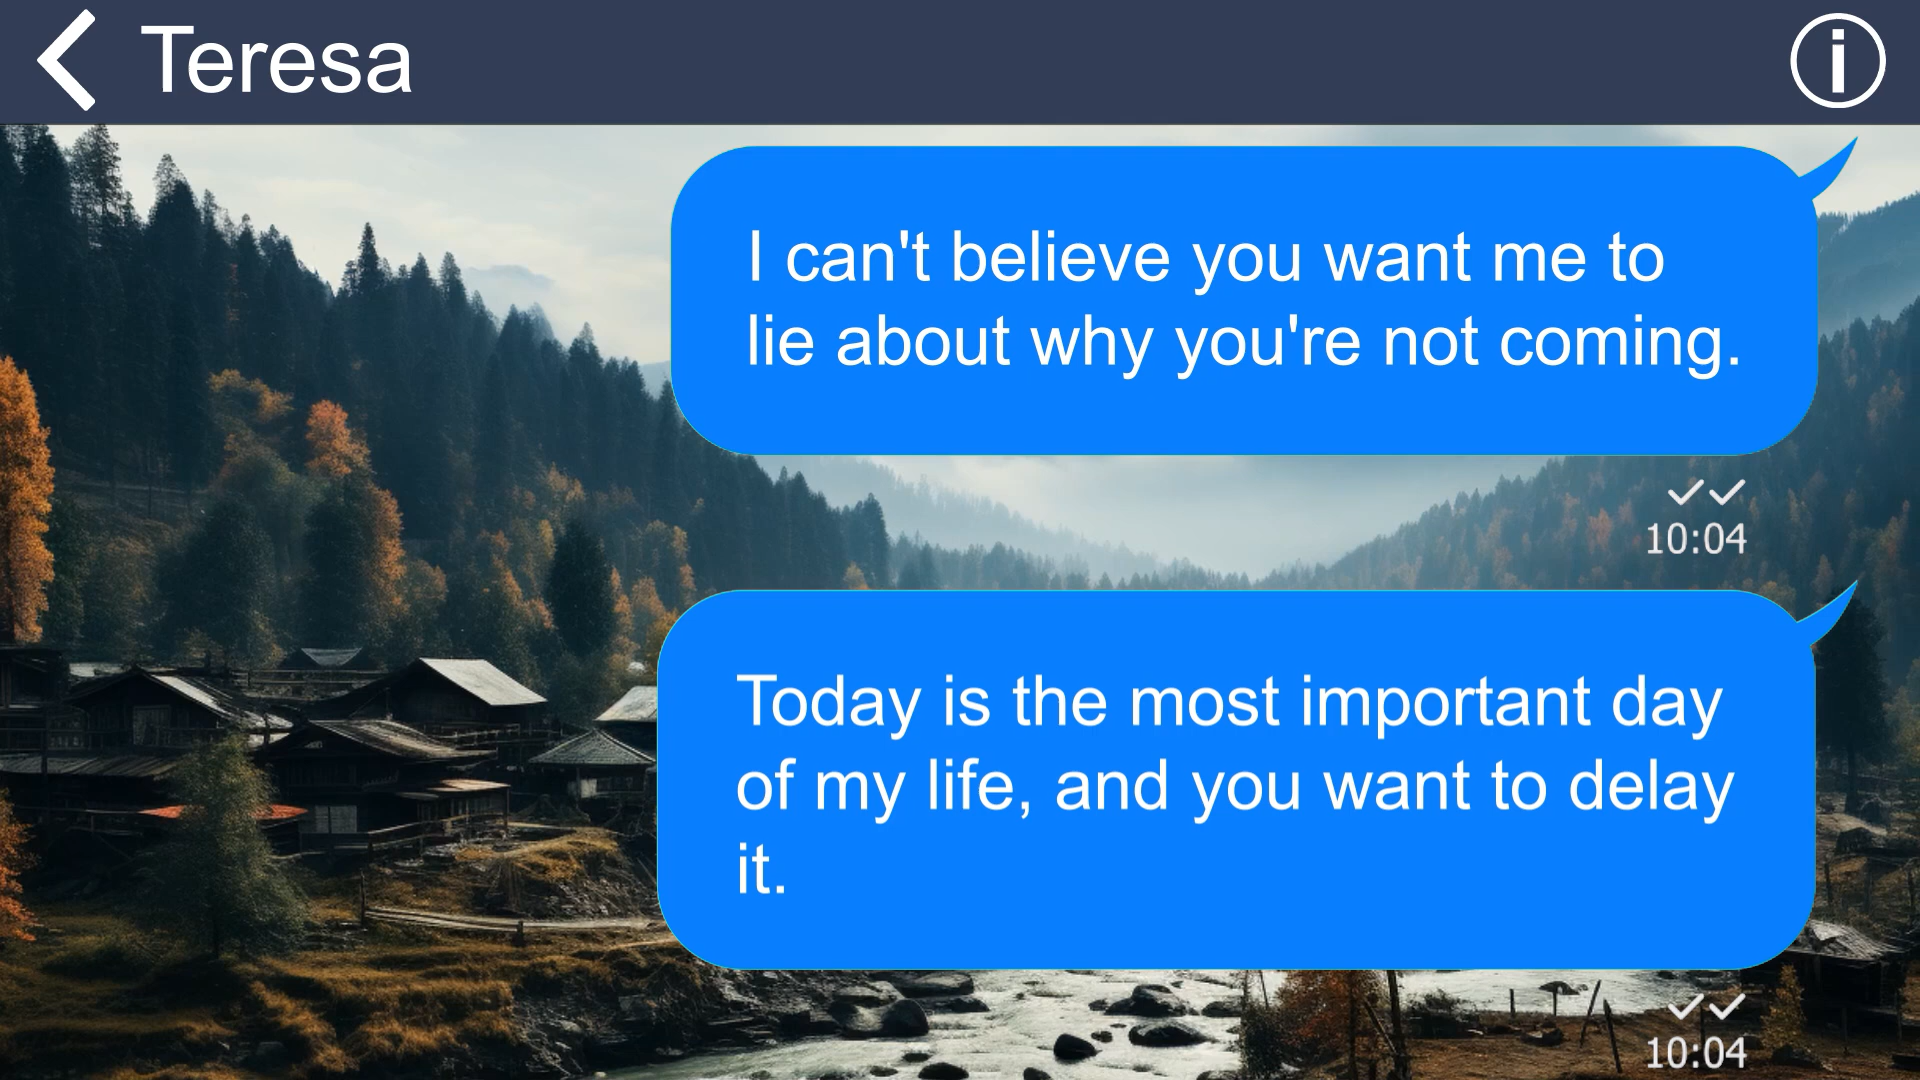 Teresa
I can't believe you want me to
lie about why you're not coming.
10:04
Today is the most important day
of my life, and you want to delay
it.
10:04